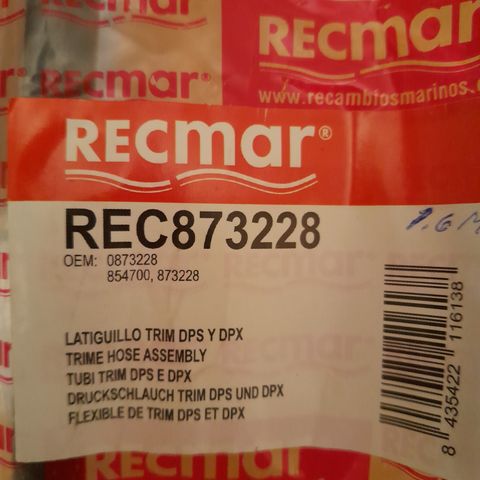 RECmar®
RECmar
www.recambiosmarinos.
RECmar®
REC873228
OEM: 0873228
854700, 873228
LATIGUILLO TRIM DPS Y DPX
TRIME HOSE ASSEMBLY
TUBI TRIM DPS E DPX
DRUCKSCHLAUCH TRIM DPS UND DPX
FLEXIBLE DE TRIM DPS ET DPX
8 435422 116138
RECmar